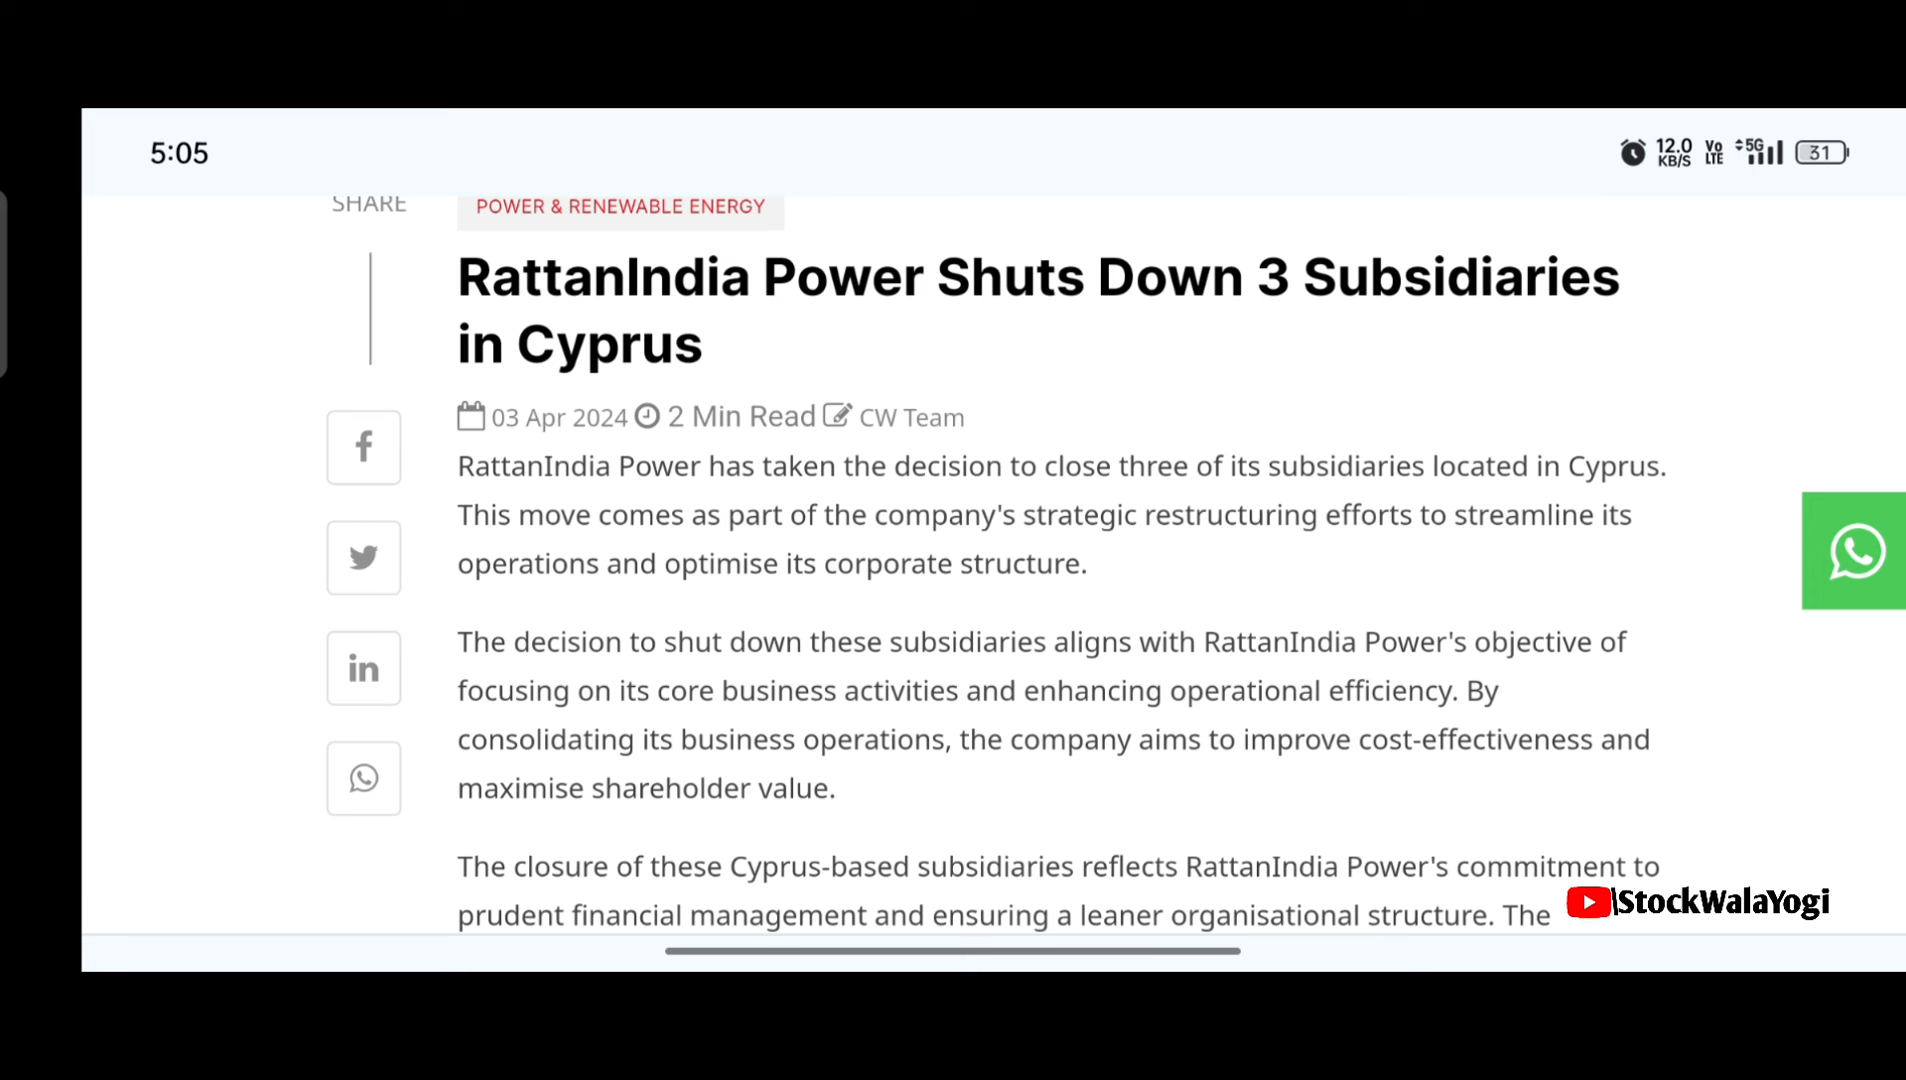 5:05
12.0
KB/S
Vo
LTE
5G
31
SHARE
POWER & RENEWABLE ENERGY
RattanIndia Power Shuts Down 3 Subsidiaries
in Cyprus
03 Apr 2024 2 Min Read CW Team
RattanIndia Power has taken the decision to close three of its subsidiaries located in Cyprus.
This move comes as part of the company's strategic restructuring efforts to streamline its
operations and optimise its corporate structure.
The decision to shut down these subsidiaries aligns with RattanIndia Power's objective of
focusing on its core business activities and enhancing operational efficiency. By
consolidating its business operations, the company aims to improve cost-effectiveness and
maximise shareholder value.
The closure of these Cyprus-based subsidiaries reflects RattanIndia Power's commitment to
prudent financial management and ensuring a leaner organisational structure. The
\StockWalaYogi